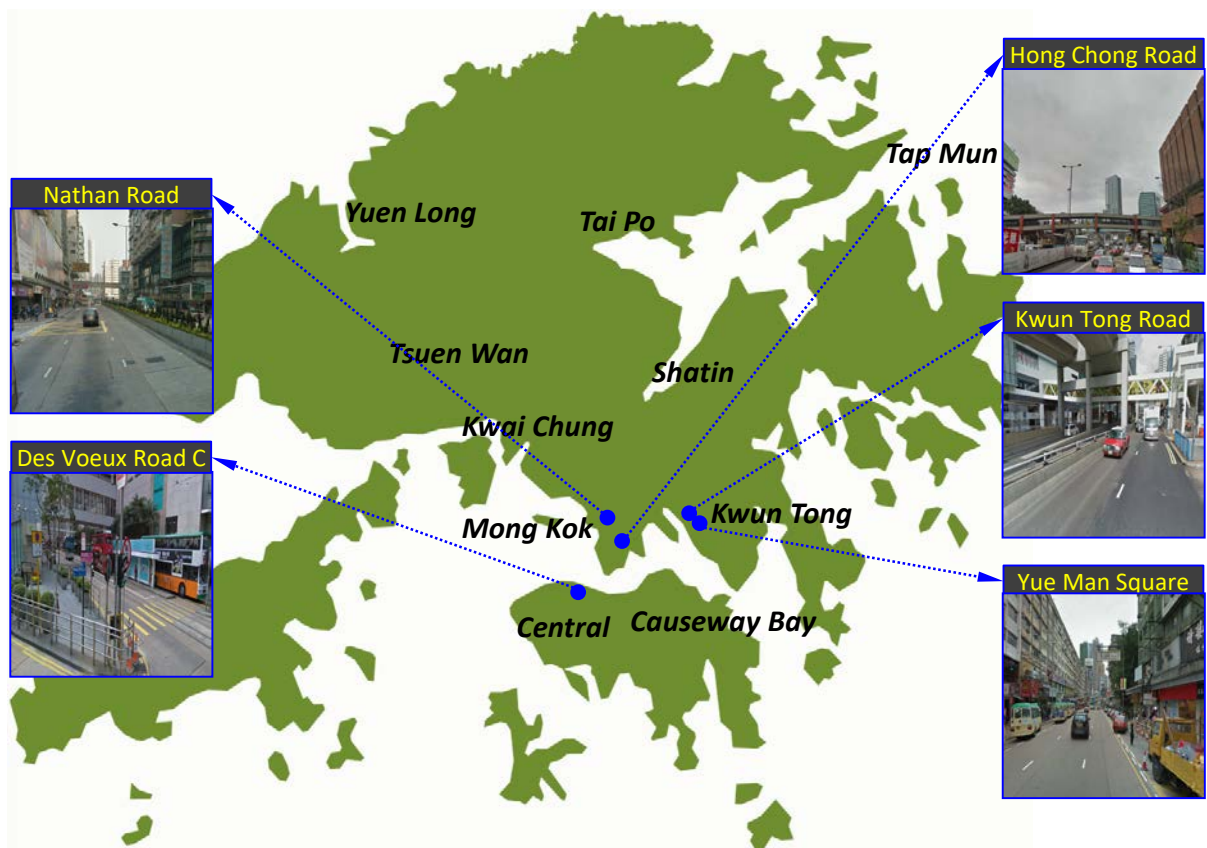 Hong Chong Road
Tap Mun
Nathan Road
Yuen Long
Tai Po
Kwun Tong Road
Tsuen Wan
Shatin
Kwai Chung
Des Voeux Road C
Mong Kok
Kwun Tong
Yue Man Square
Central
Causeway Bay